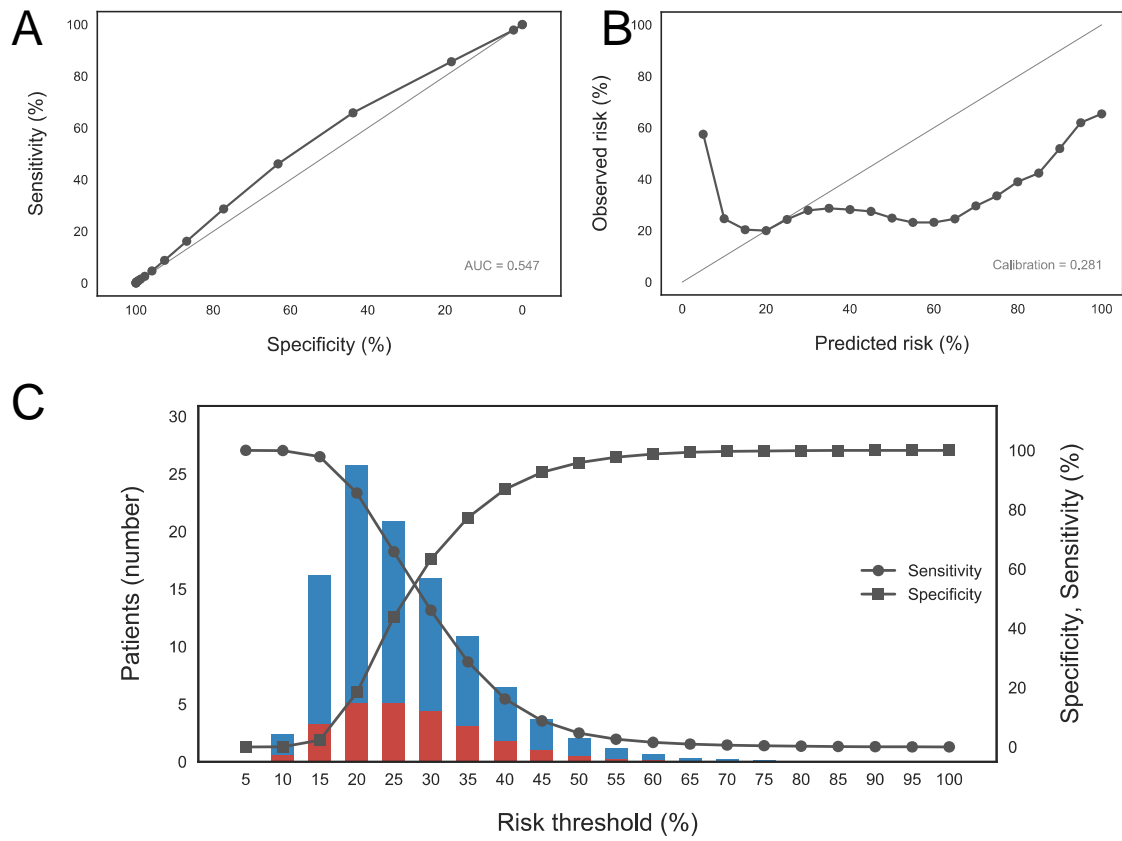 A
100
80
60
40
20
0
Sensitivity (%)
AUC = 0.547
100 80 60 40 20 0
Specificity (%)
B
100
80
60
40
20
0
Observed risk (%)
Calibration = 0.281
0 20 40 60 80 100
Predicted risk (%)
C
30
25
20
15
10
5
0
Patients (number)
Sensitivity
Specificity
100
80
60
40
20
0
Specificity, Sensitivity (%)
5 10 15 20 25 30 35 40 45 50 55 60 65 70 75 80 85 90 95 100
Risk threshold (%)